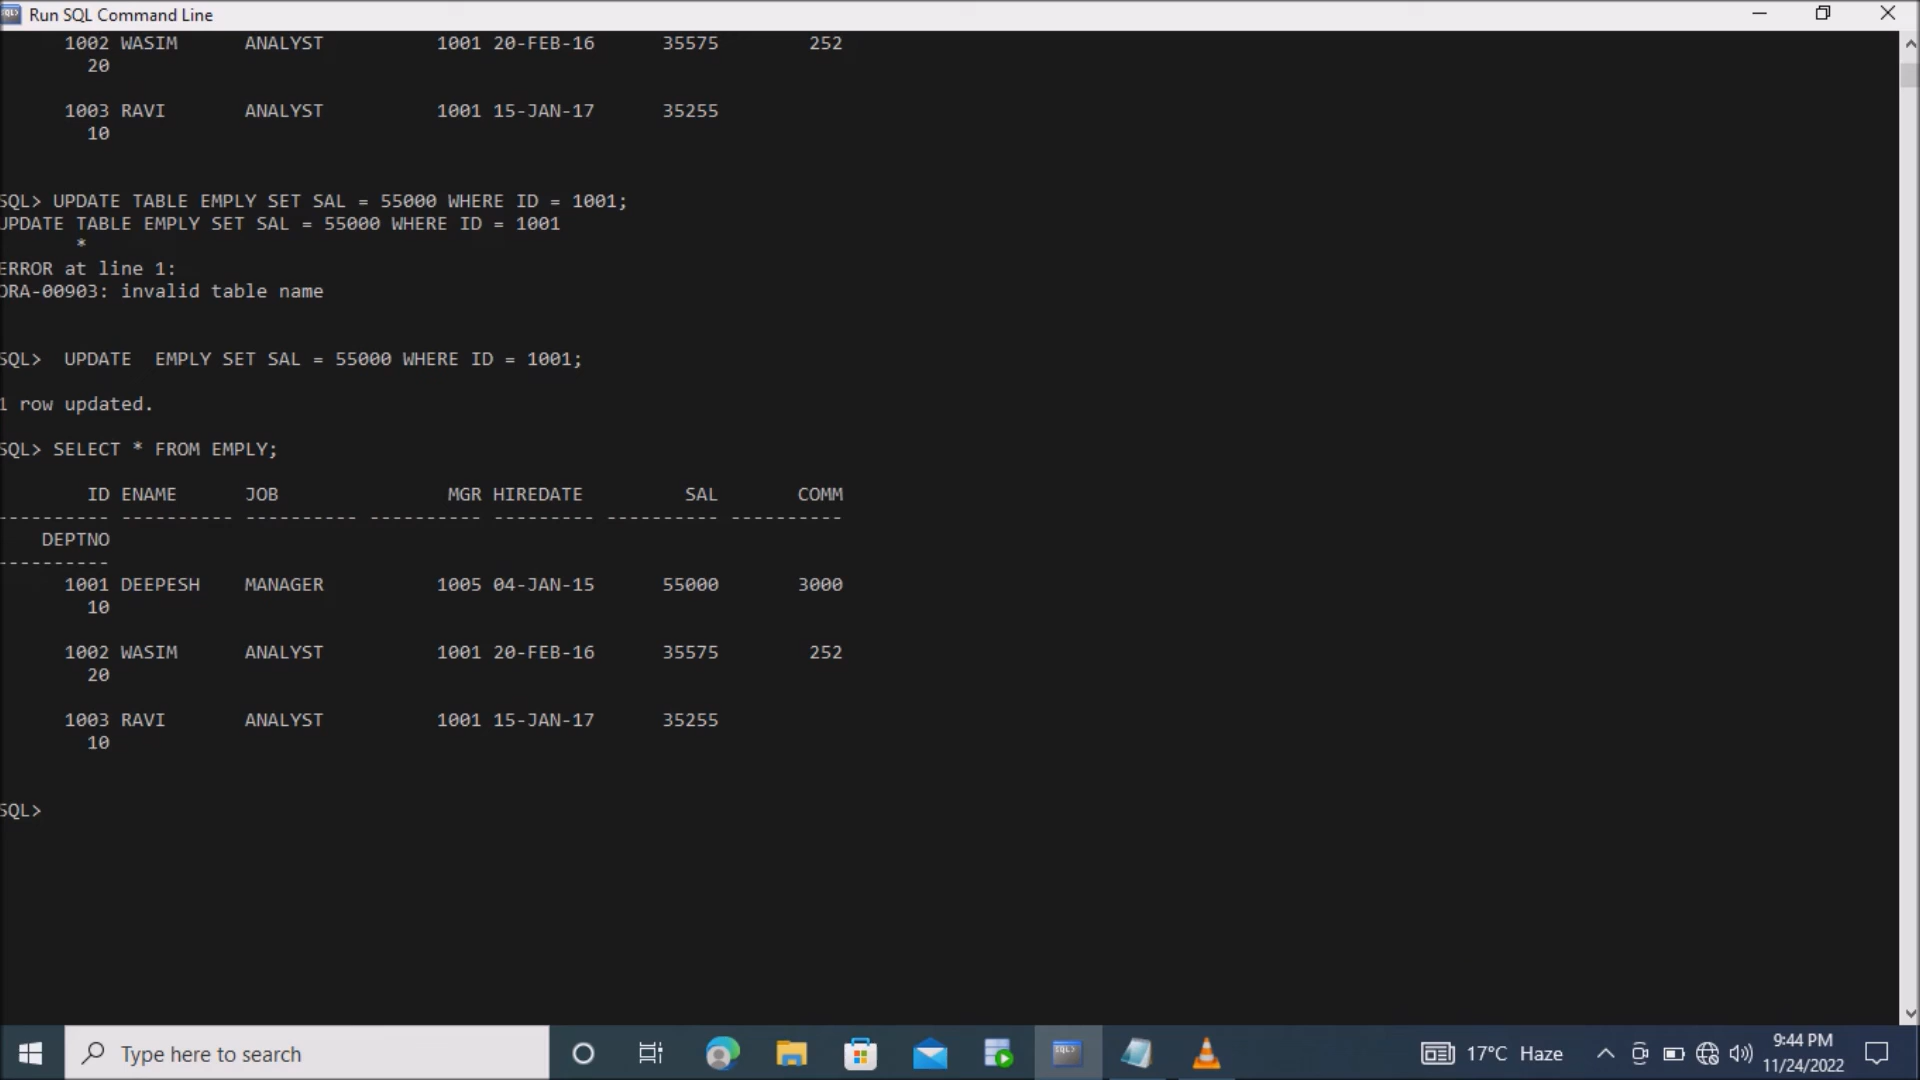 Run SQL Command Line
1002 WASIM ANALYST 1001 20-FEB-16 35575 252
20
1003 RAVI ANALYST 1001 15-JAN-17 35255
10
SQL> UPDATE TABLE EMPLY SET SAL = 55000 WHERE ID = 1001;
UPDATE TABLE EMPLY SET SAL = 55000 WHERE ID = 1001
*
ERROR at line 1:
ORA-00903: invalid table name
SQL> UPDATE EMPLY SET SAL = 55000 WHERE ID = 1001;
1 row updated.
SQL> SELECT * FROM EMPLY;
ID ENAME JOB MGR HIREDATE SAL COMM
---------- ---------- ---------- ---------- --------- ---------- ----------
DEPTNO
----------
1001 DEEPESH MANAGER 1005 04-JAN-15 55000 3000
10
1002 WASIM ANALYST 1001 20-FEB-16 35575 252
20
1003 RAVI ANALYST 1001 15-JAN-17 35255
10
SQL>
Type here to search
17°C Haze
9:44 PM
11/24/2022